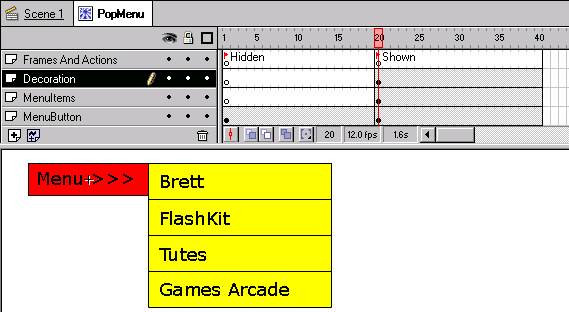 Scene 1 PopMenu
1 5 10 15 20 25 30 35 40
Frames And Actions Hidden Shown
Decoration
MenuItems
MenuButton
20 12.0 fps 1.6s
Menu >>>
Brett
FlashKit
Tutes
Games Arcade